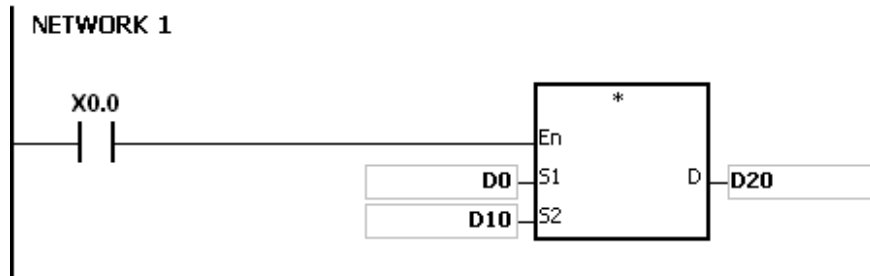 NETWORK 1
X0.0
*
En
D0 S1 D D20
D10 S2